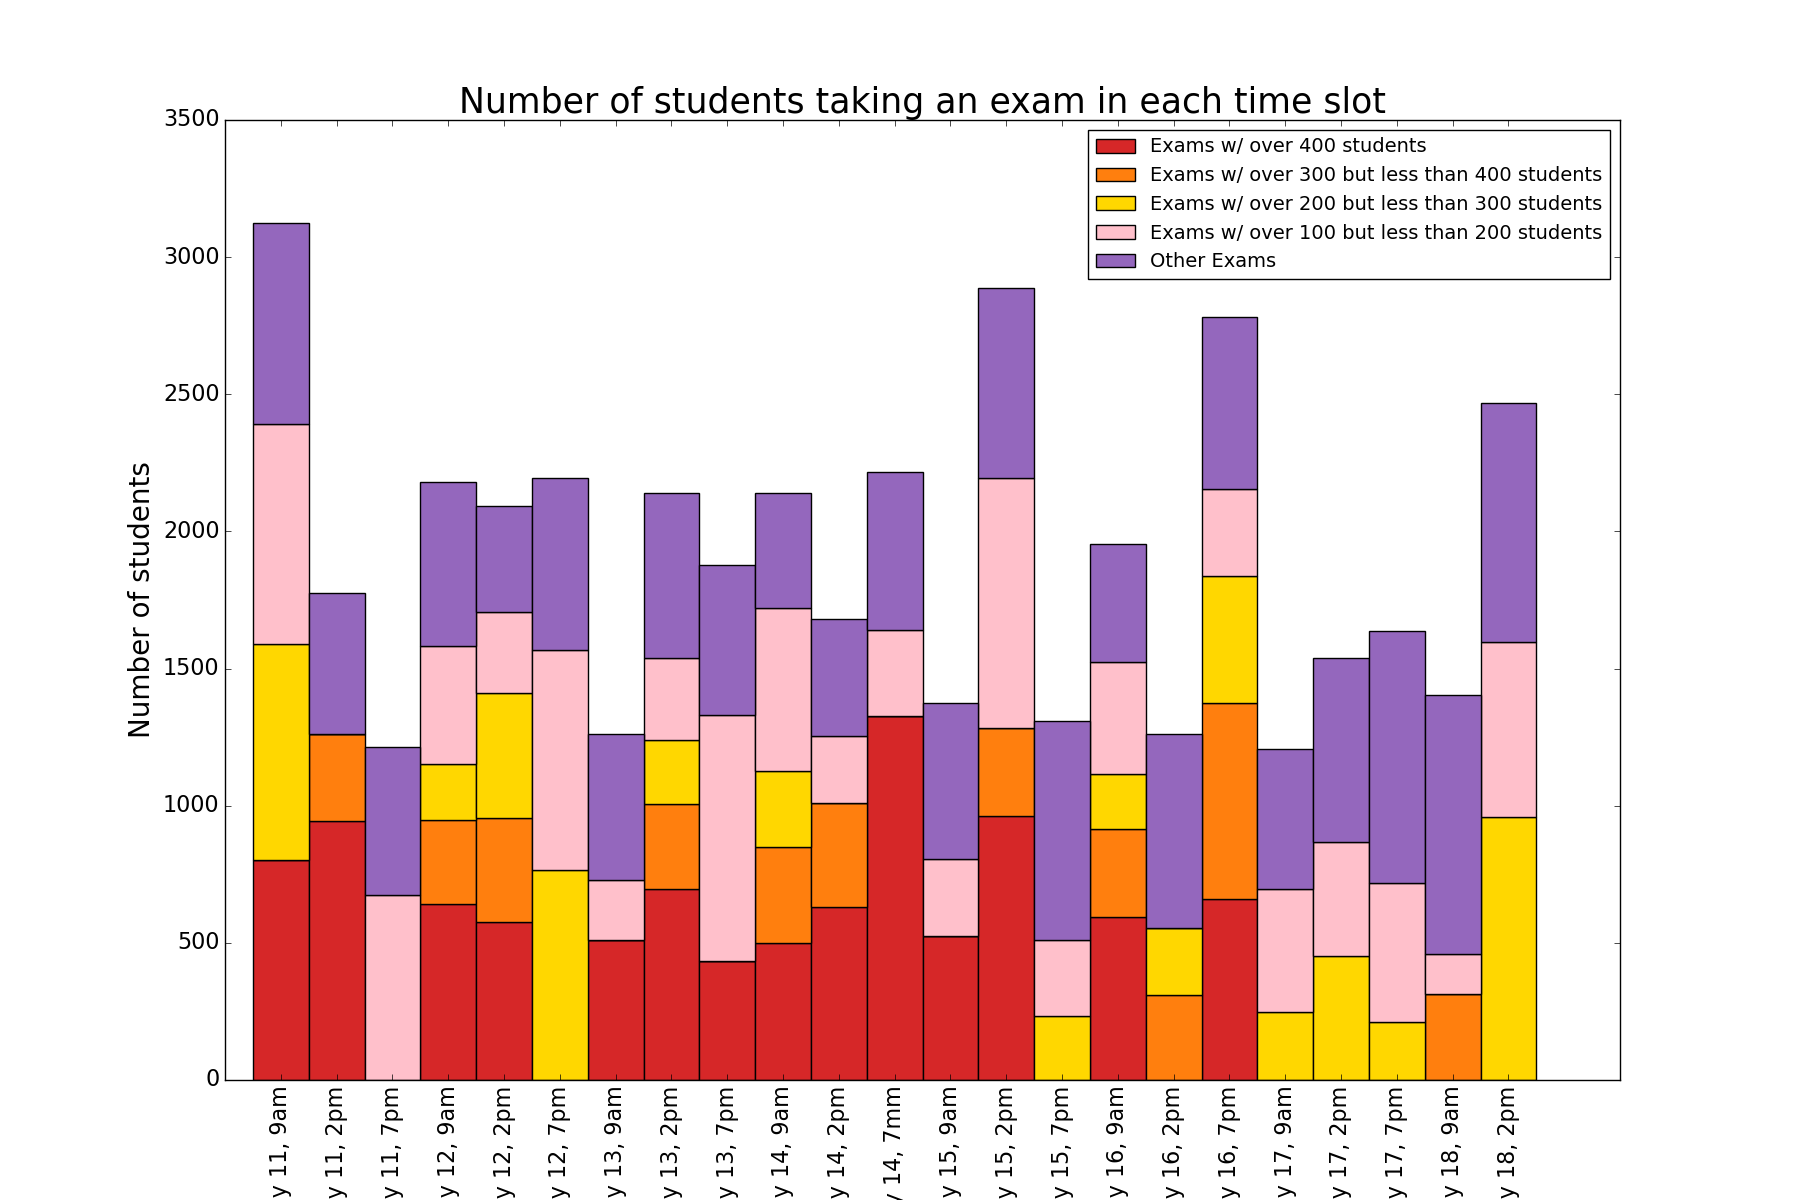 Number of students taking an exam in each time slot
Exams w/ over 400 students
Exams w/ over 300 but less than 400 students
Exams w/ over 200 but less than 300 students
Exams w/ over 100 but less than 200 students
Other Exams
Number of students
3500
3000
2500
2000
1500
1000
500
0
y 11, 9am
y 11, 2pm
y 11, 7pm
y 12, 9am
y 12, 2pm
y 12, 7pm
y 13, 9am
y 13, 2pm
y 13, 7pm
y 14, 9am
y 14, 2pm
y 14, 7mm
y 15, 9am
y 15, 2pm
y 15, 7pm
y 16, 9am
y 16, 2pm
y 16, 7pm
y 17, 9am
y 17, 2pm
y 17, 7pm
y 18, 9am
y 18, 2pm